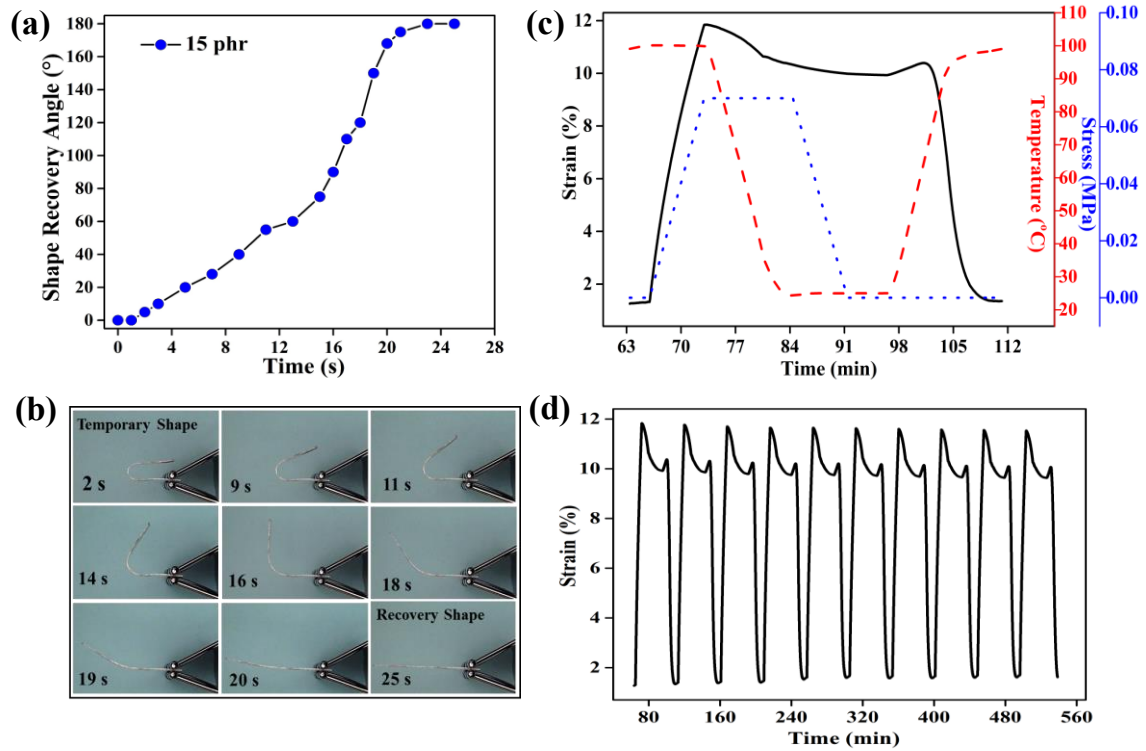 (a)
15 phr
Shape Recovery Angle (°)
180
160
140
120
100
80
60
40
20
0
0 4 8 12 16 20 24 28
Time (s)
(c)
Strain (%)
12
10
8
6
4
2
63 70 77 84 91 98 105 112
Time (min)
110
100
90
80
70
60
50
40
30
20
Temperature (°C)
0.10
0.08
0.06
0.04
0.02
0.00
Stress (MPa)
(b)
Temporary Shape
2 s
9 s
11 s
14 s
16 s
18 s
Recovery Shape
19 s
20 s
25 s
(d)
Strain (%)
12
10
8
6
4
2
80 160 240 320 400 480 560
Time (min)